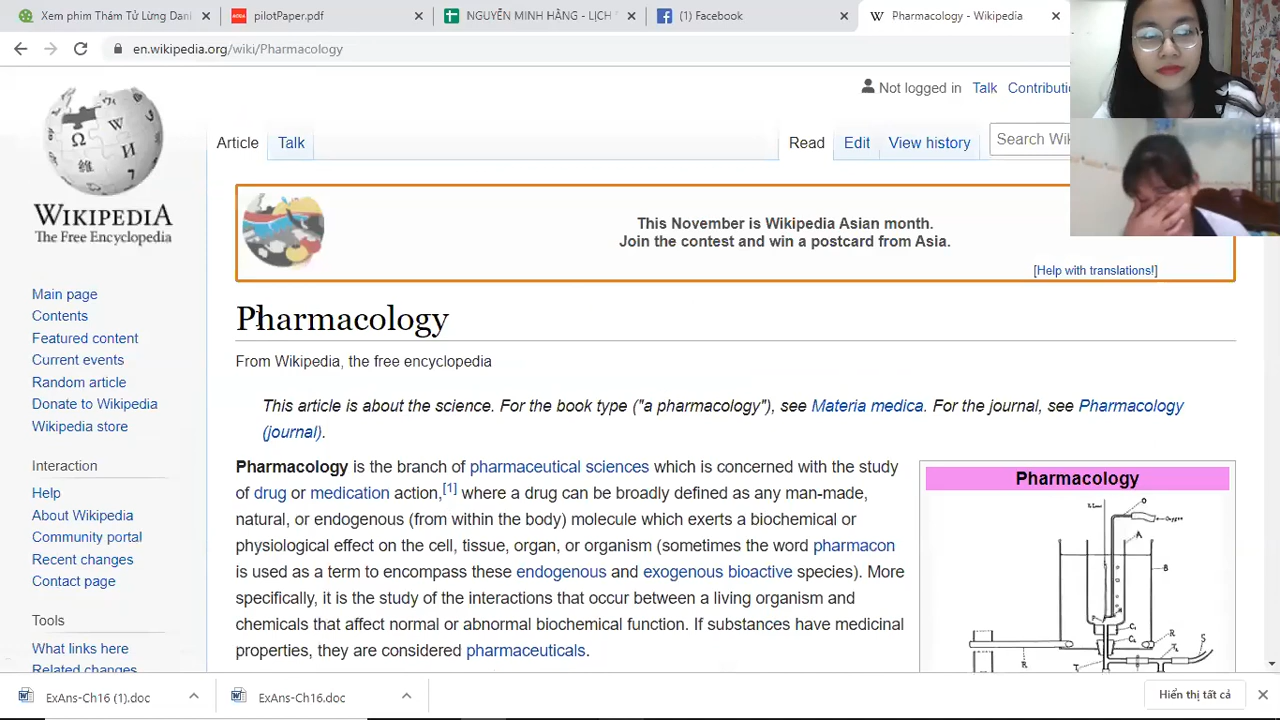 Xem phim Thám Tử Lừng Dan
pilotPaper.pdf
NGUYỄN MINH HẰNG - LỊCH T
(1) Facebook
W Pharmacology - Wikipedia
en.wikipedia.org/wiki/Pharmacology
Not logged in Talk Contributi
Article Talk Read Edit View history Search Wik
WIKIPEDIA
The Free Encyclopedia
This November is Wikipedia Asian month.
Join the contest and win a postcard from Asia.
[Help with translations!]
Main page
Contents
Featured content
Current events
Random article
Donate to Wikipedia
Wikipedia store
Interaction
Help
About Wikipedia
Community portal
Recent changes
Contact page
Tools
What links here
Related changes
Pharmacology
From Wikipedia, the free encyclopedia
This article is about the science. For the book type ("a pharmacology"), see Materia medica. For the journal, see Pharmacology
(journal).
Pharmacology is the branch of pharmaceutical sciences which is concerned with the study
of drug or medication action,[1] where a drug can be broadly defined as any man-made,
natural, or endogenous (from within the body) molecule which exerts a biochemical or
physiological effect on the cell, tissue, organ, or organism (sometimes the word pharmacon
is used as a term to encompass these endogenous and exogenous bioactive species). More
specifically, it is the study of the interactions that occur between a living organism and
chemicals that affect normal or abnormal biochemical function. If substances have medicinal
properties, they are considered pharmaceuticals.
Pharmacology
A
B
C₁
C₂
R
S
R
ExAns-Ch16 (1).doc
ExAns-Ch16.doc
Hiển thị tất cả